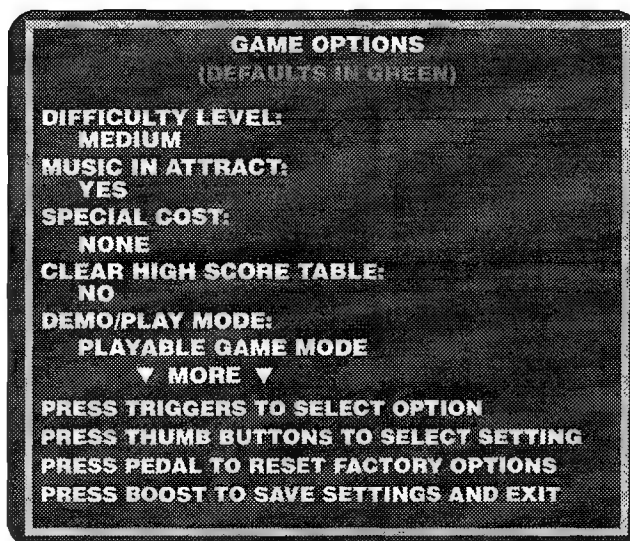 GAME OPTIONS
(DEFAULTS IN GREEN)
DIFFICULTY LEVEL:
MEDIUM
MUSIC IN ATTRACT:
YES
SPECIAL COST:
NONE
CLEAR HIGH SCORE TABLE:
NO
DEMO/PLAY MODE:
PLAYABLE GAME MODE
▼ MORE ▼
PRESS TRIGGERS TO SELECT OPTION
PRESS THUMB BUTTONS TO SELECT SETTING
PRESS PEDAL TO RESET FACTORY OPTIONS
PRESS BOOST TO SAVE SETTINGS AND EXIT